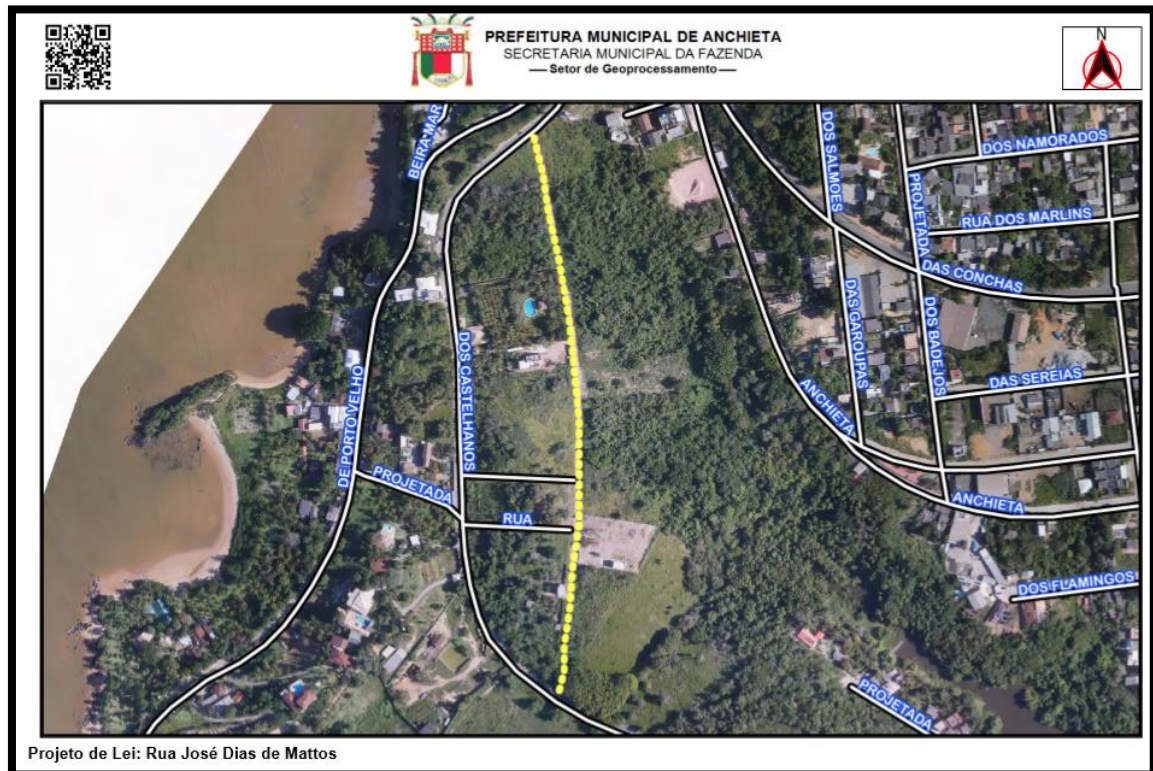 PREFEITURA MUNICIPAL DE ANCHIETA
SECRETARIA MUNICIPAL DA FAZENDA
Setor de Geoprocessamento
N
BEIRA MAR
DOS SALMOES
DOS NAMORADOS
PROJETADA
RUA DOS MARLINS
DAS CONCHAS
DAS GAROUPAS
DOS BADEJOS
DOS CASTELHANOS
DAS SEREIAS
DE PORTO VELHO
ANCHIETA
PROJETADA
RUA
ANCHIETA
DOS FLAMINGOS
PROJETADA
Projeto de Lei: Rua José Dias de Mattos